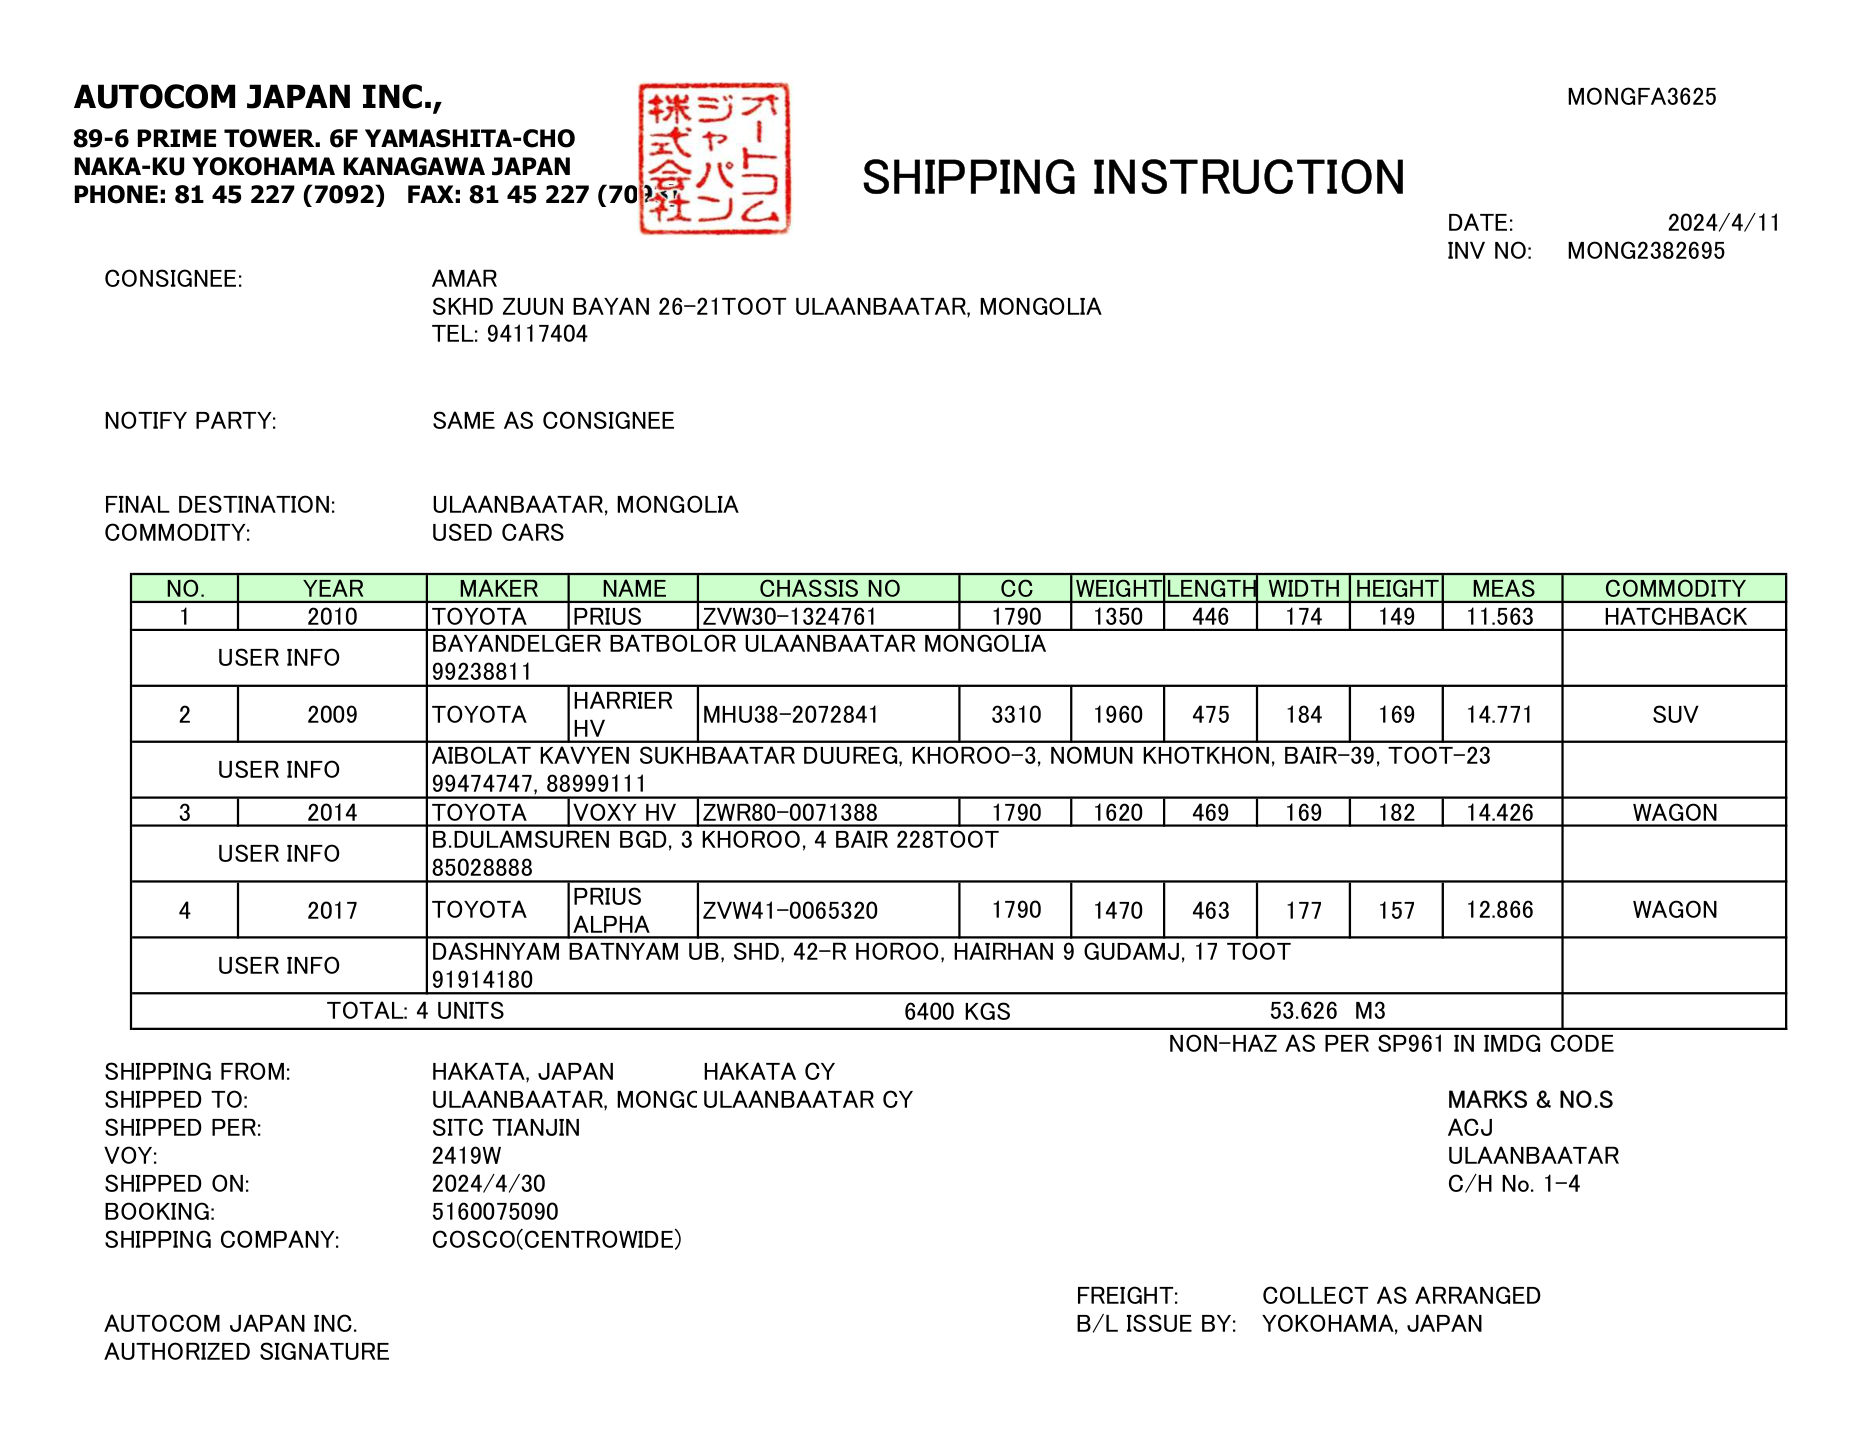 AUTOCOM JAPAN INC.,
89-6 PRIME TOWER. 6F YAMASHITA-CHO
NAKA-KU YOKOHAMA KANAGAWA JAPAN
PHONE: 81 45 227 (7092) FAX: 81 45 227
オートコム
ジャパン
株式会社
MONGFA3625
SHIPPING INSTRUCTION
DATE: 2024/4/11
INV NO: MONG2382695
CONSIGNEE: AMAR
SKHD ZUUN BAYAN 26-21TOOT ULAANBAATAR, MONGOLIA
TEL: 94117404
NOTIFY PARTY: SAME AS CONSIGNEE
FINAL DESTINATION: ULAANBAATAR, MONGOLIA
COMMODITY: USED CARS
NO. YEAR MAKER NAME CHASSIS NO CC WEIGHT LENGTH WIDTH HEIGHT MEAS COMMODITY
1 2010 TOYOTA PRIUS ZVW30-1324761 1790 1350 446 174 149 11.563 HATCHBACK
USER INFO BAYANDELGER BATBOLOR ULAANBAATAR MONGOLIA
99238811
2 2009 TOYOTA HARRIER HV MHU38-2072841 3310 1960 475 184 169 14.771 SUV
USER INFO AIBOLAT KAVYEN SUKHBAATAR DUUREG, KHOROO-3, NOMUN KHOTKHON, BAIR-39, TOOT-23
99474747, 88999111
3 2014 TOYOTA VOXY HV ZWR80-0071388 1790 1620 469 169 182 14.426 WAGON
USER INFO B.DULAMSUREN BGD, 3 KHOROO, 4 BAIR 228TOOT
85028888
4 2017 TOYOTA PRIUS ALPHA ZVW41-0065320 1790 1470 463 177 157 12.866 WAGON
USER INFO DASHNYAM BATNYAM UB, SHD, 42-R HOROO, HAIRHAN 9 GUDAMJ, 17 TOOT
91914180
TOTAL: 4 UNITS 6400 KGS 53.626 M3
NON-HAZ AS PER SP961 IN IMDG CODE
SHIPPING FROM: HAKATA, JAPAN HAKATA CY
SHIPPED TO: ULAANBAATAR, MONGO ULAANBAATAR CY
SHIPPED PER: SITC TIANJIN
VOY: 2419W
SHIPPED ON: 2024/4/30
BOOKING: 5160075090
SHIPPING COMPANY: COSCO(CENTROWIDE)
MARKS & NO.S
ACJ
ULAANBAATAR
C/H No. 1-4
FREIGHT: COLLECT AS ARRANGED
B/L ISSUE BY: YOKOHAMA, JAPAN
AUTOCOM JAPAN INC.
AUTHORIZED SIGNATURE